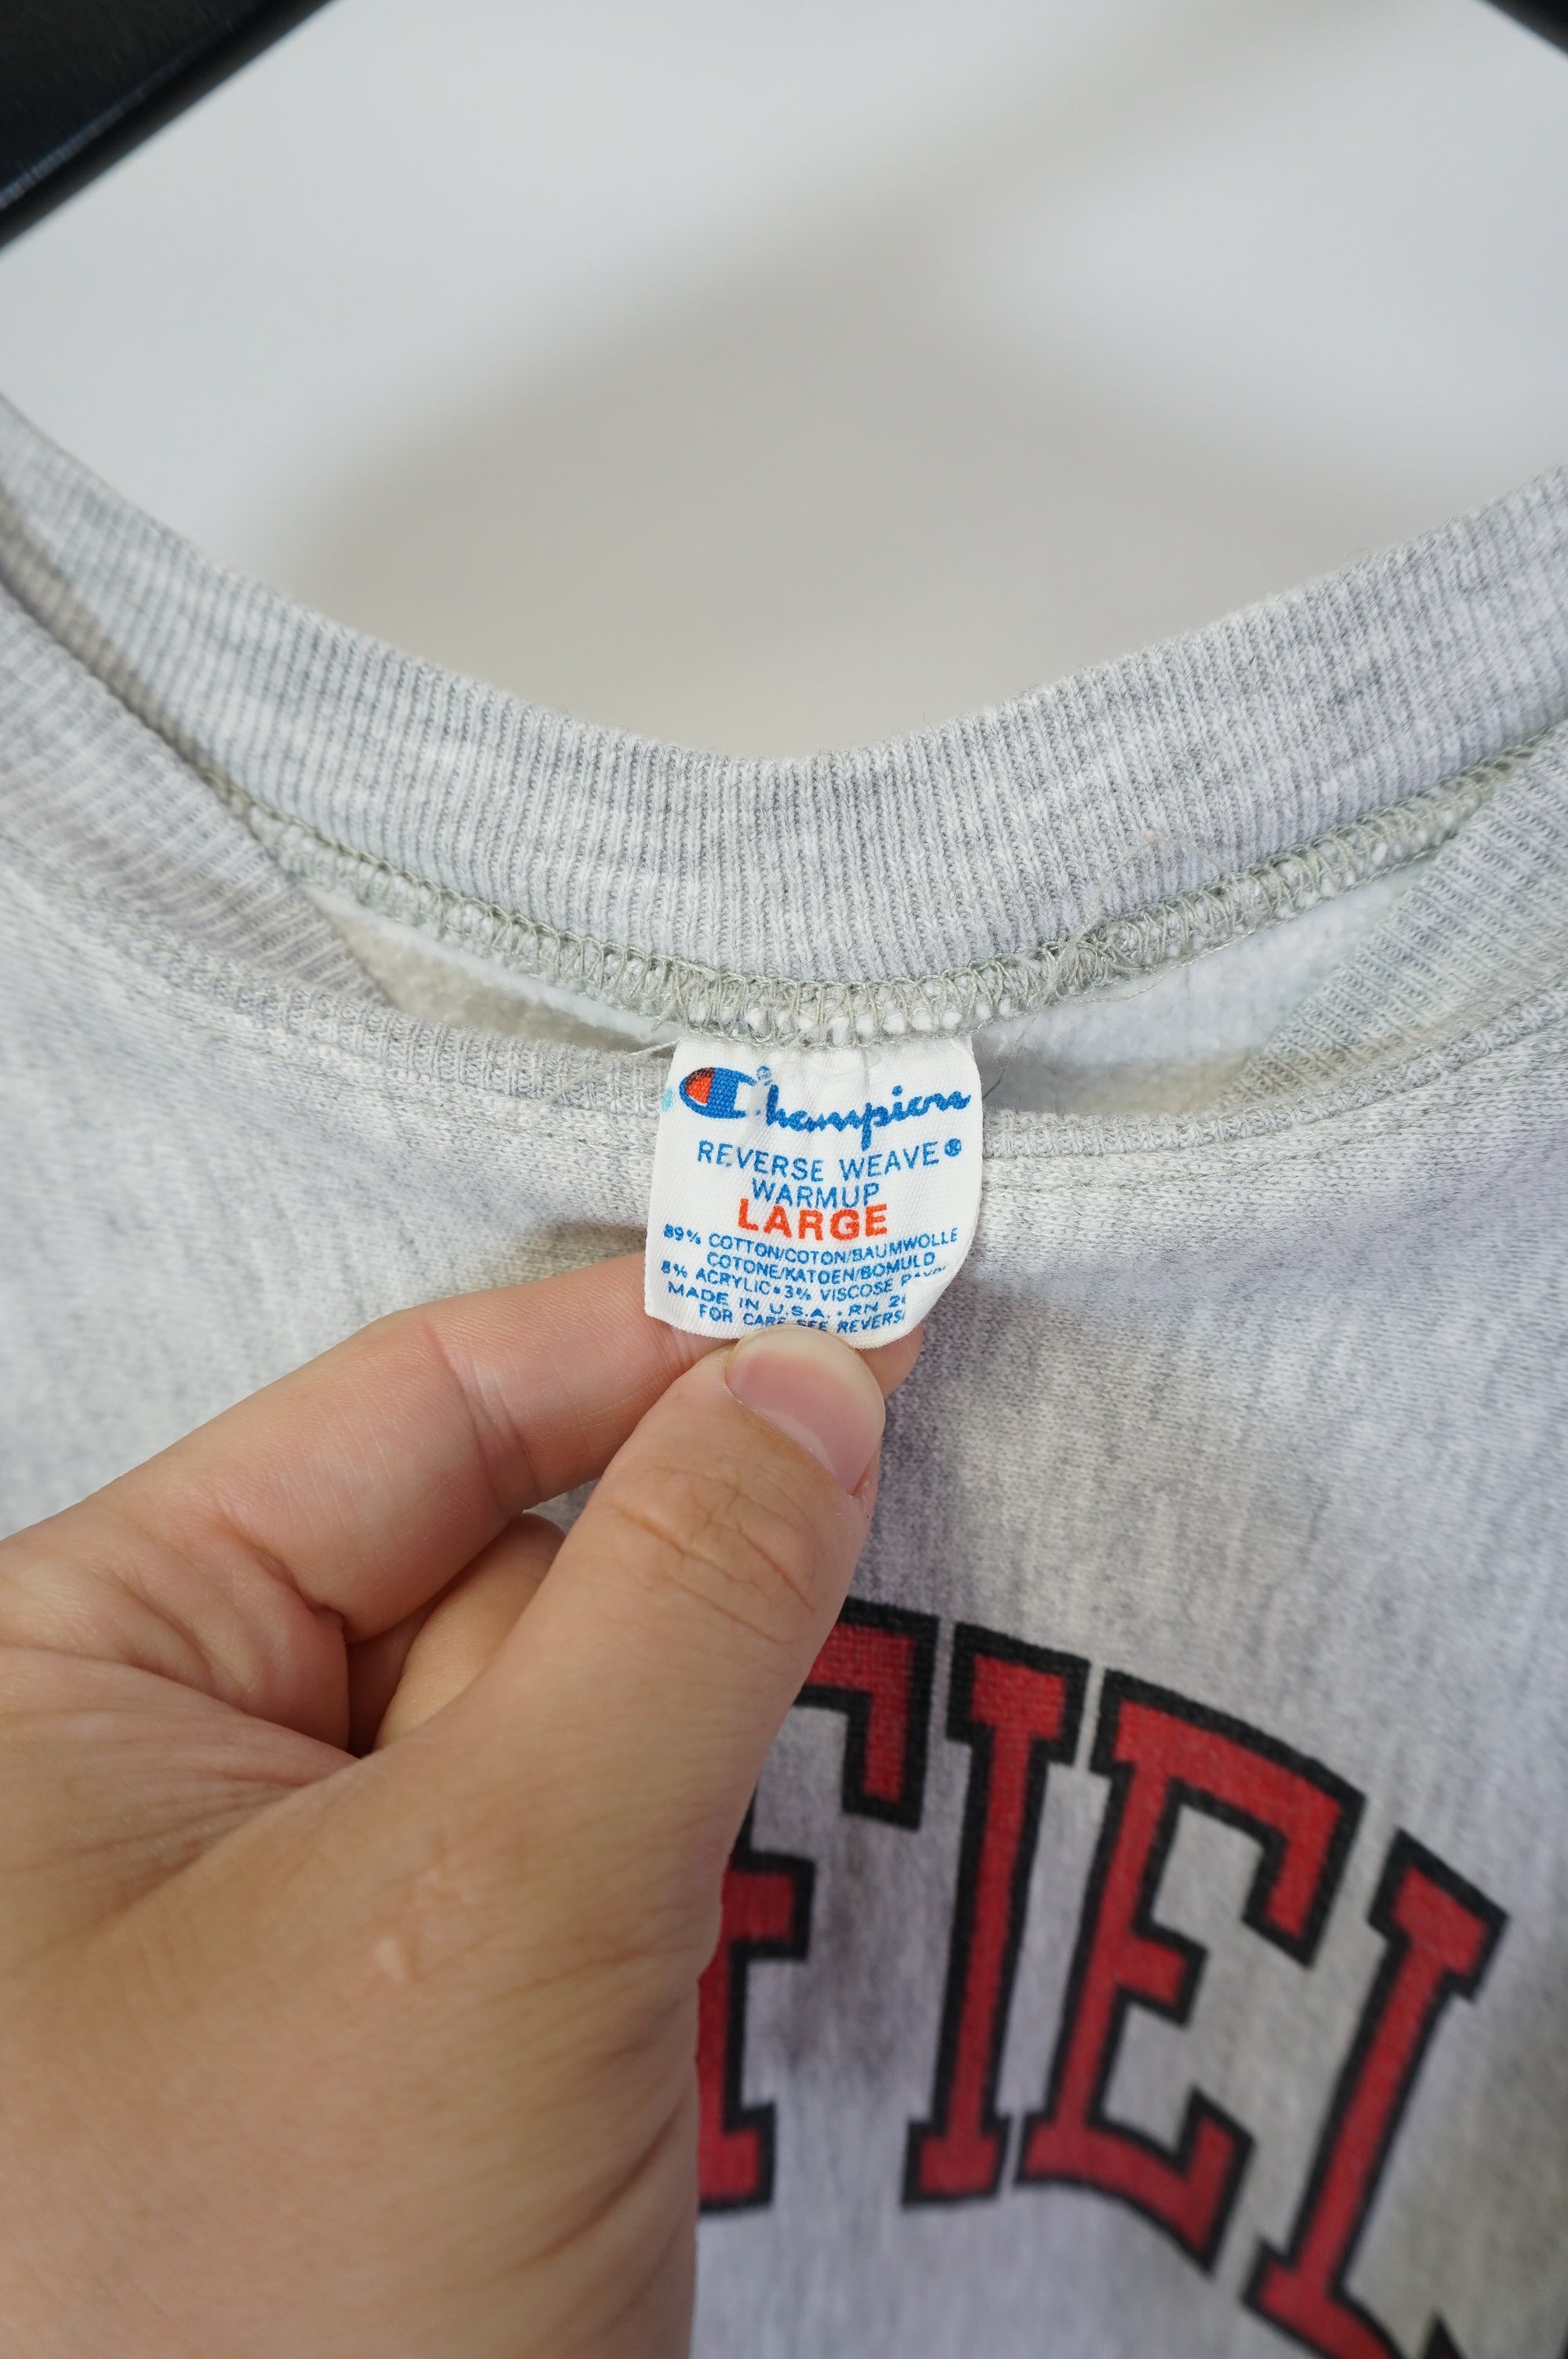 Champion
REVERSE WEAVE®
WARMUP
LARGE
89% COTTON/COTON/BAUMWOLLE
COTONE/KATOEN/BOMULD
8% ACRYLIC•3% VISCOSE
MADE IN U.S.A. • RN
FOR CARE SEE
FIEL